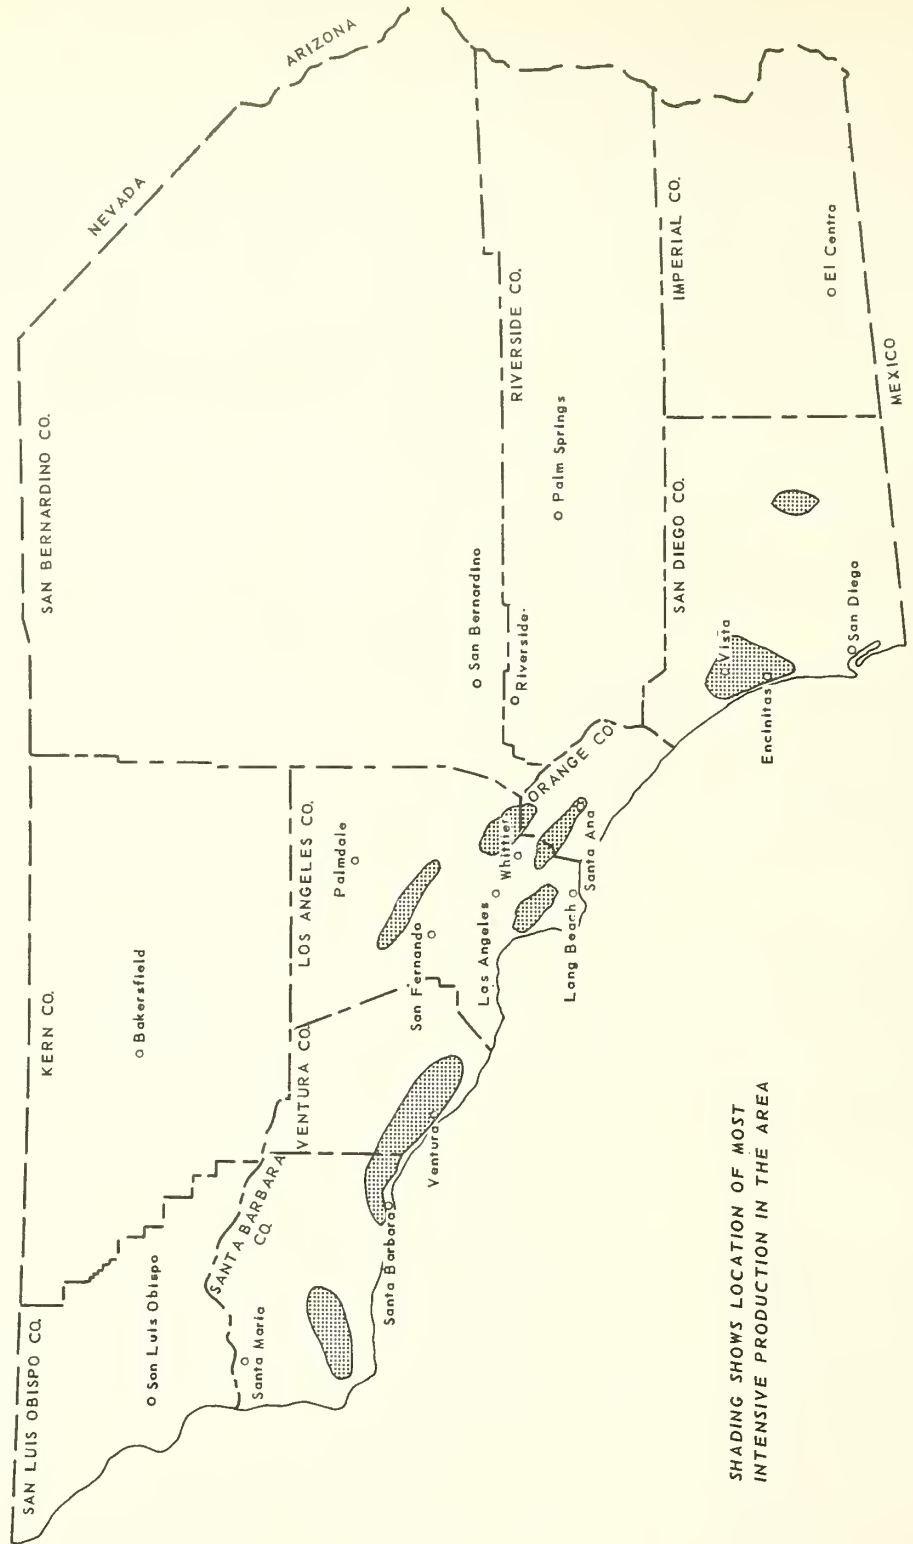 SAN LUIS OBISPO CO.
KERN CO.
SAN BERNARDINO CO.
NEVADA
ARIZONA
San Luis Obispo
Bakersfield
SANTA BARBARA
CO.
Santa Maria
VENTURA CO.
LOS ANGELES CO.
Palmdale
Santa Barbara
Ventura
San Fernando
Los Angeles
Whittier
Lang Beach
Santa Ana
ORANGE CO
San Bernardino
Riverside
RIVERSIDE CO.
Palm Springs
SAN DIEGO CO.
IMPERIAL CO.
Vista
Encinitas
San Diego
El Centro
MEXICO
SHADING SHOWS LOCATION OF MOST
INTENSIVE PRODUCTION IN THE AREA